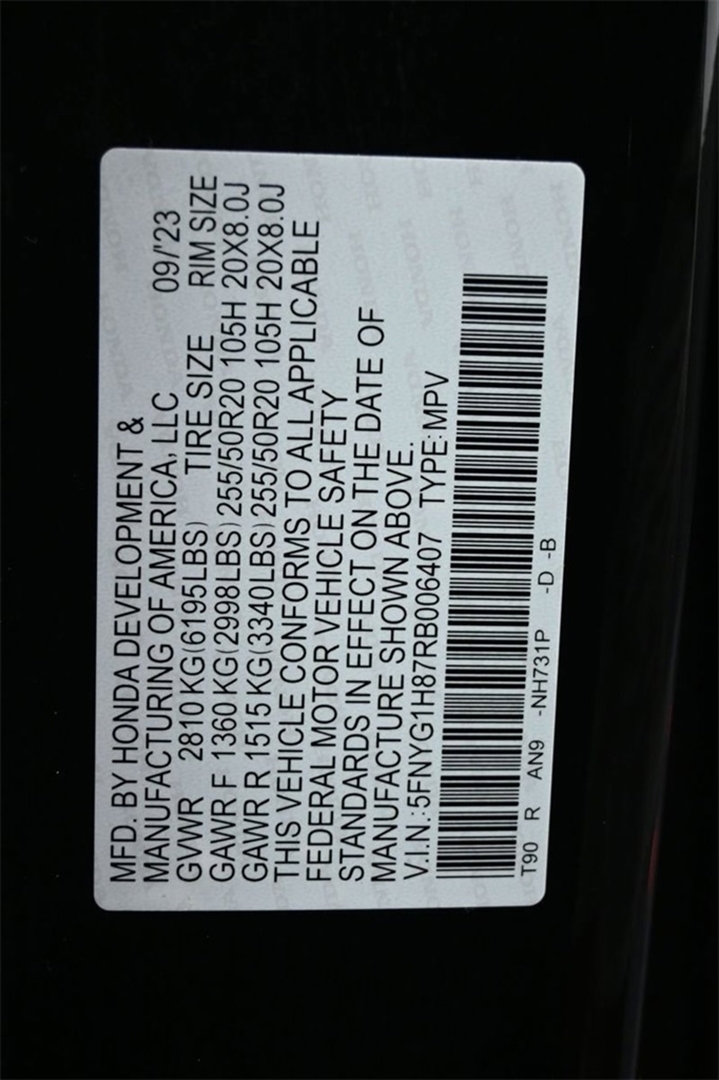 MFD. BY HONDA DEVELOPMENT &
MANUFACTURING OF AMERICA, LLC 09/'23
GVWR 2810 KG(6195LBS) TIRE SIZE RIM SIZE
GAWR F 1360 KG(2998LBS) 255/50R20 105H 20X8.0J
GAWR R 1515 KG(3340LBS) 255/50R20 105H 20X8.0J
THIS VEHICLE CONFORMS TO ALL APPLICABLE
FEDERAL MOTOR VEHICLE SAFETY
STANDARDS IN EFFECT ON THE DATE OF
MANUFACTURE SHOWN ABOVE.
V.I.N.:5FNYG1H87RB006407 TYPE:MPV
T90 R AN9 -NH731P -D -B